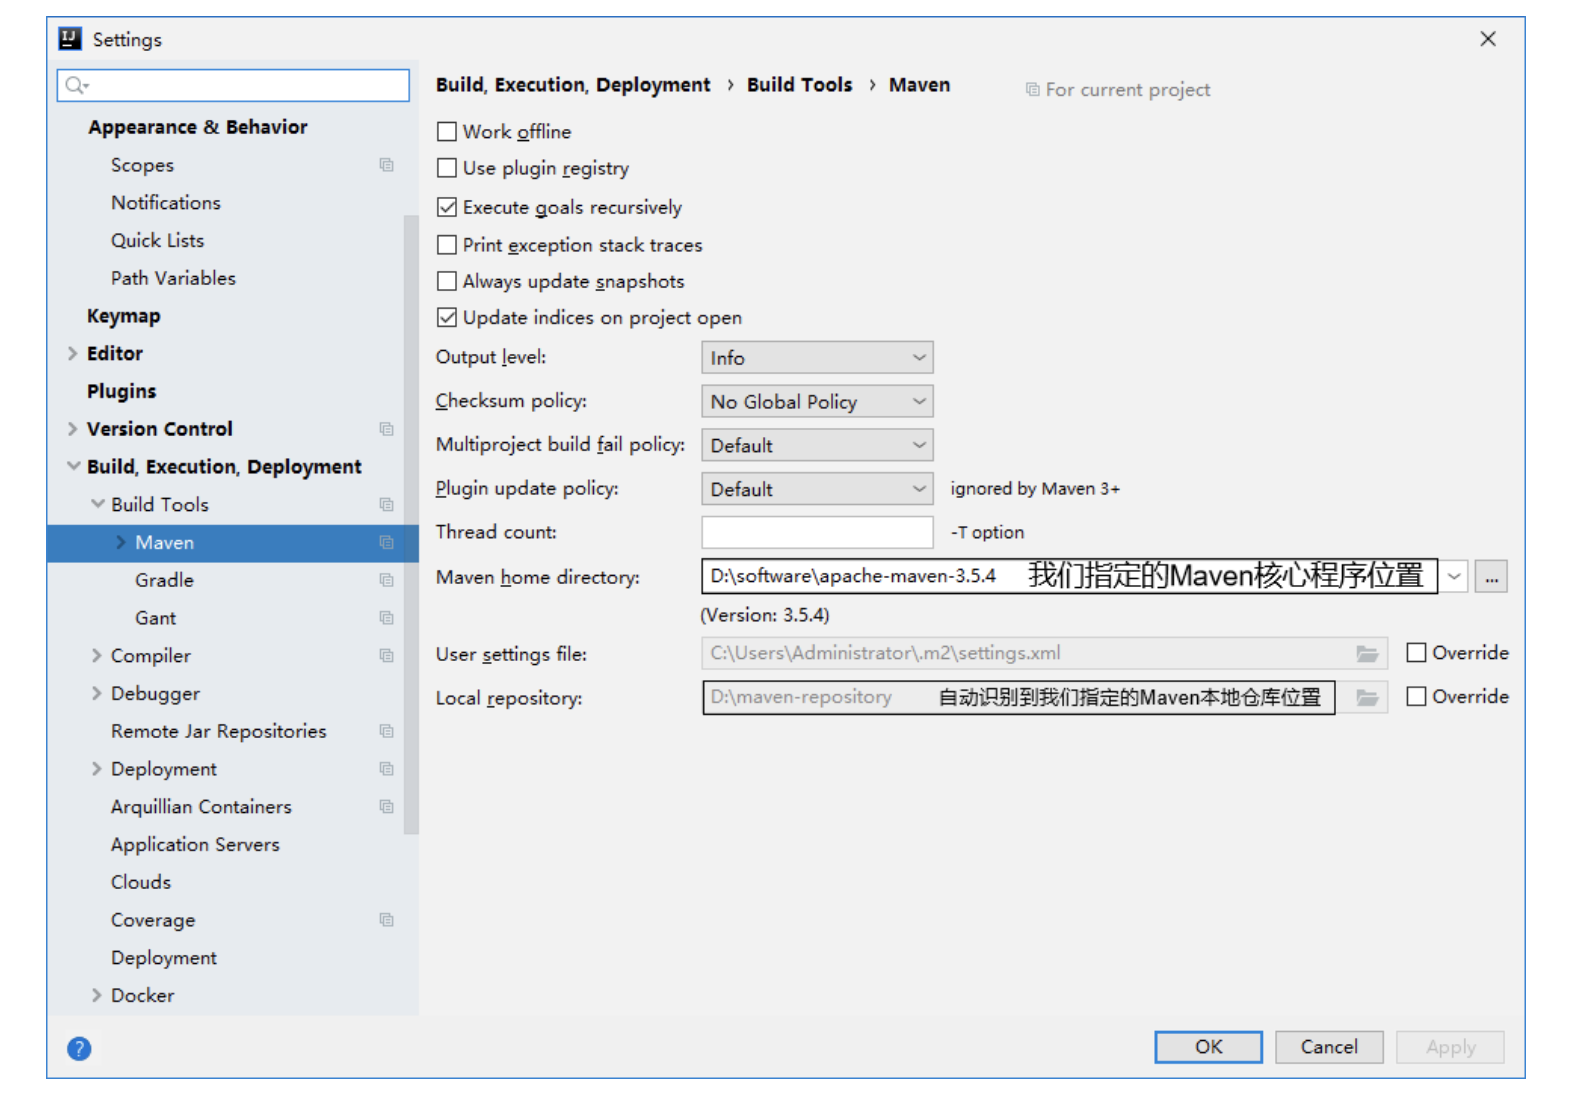 Settings
Build, Execution, Deployment › Build Tools › Maven For current project
Appearance & Behavior
Scopes
Notifications
Quick Lists
Path Variables
Keymap
Editor
Plugins
Version Control
Build, Execution, Deployment
Build Tools
Maven
Gradle
Gant
Compiler
Debugger
Remote Jar Repositories
Deployment
Arquillian Containers
Application Servers
Clouds
Coverage
Deployment
Docker
Work offline
Use plugin registry
Execute goals recursively
Print exception stack traces
Always update snapshots
Update indices on project open
Output level: Info
Checksum policy: No Global Policy
Multiproject build fail policy: Default
Plugin update policy: Default ignored by Maven 3+
Thread count: -T option
Maven home directory: D:\software\apache-maven-3.5.4 我们指定的Maven核心程序位置 ...
(Version: 3.5.4)
User settings file: C:\Users\Administrator\.m2\settings.xml Override
Local repository: D:\maven-repository 自动识别到我们指定的Maven本地仓库位置 Override
? OK Cancel Apply